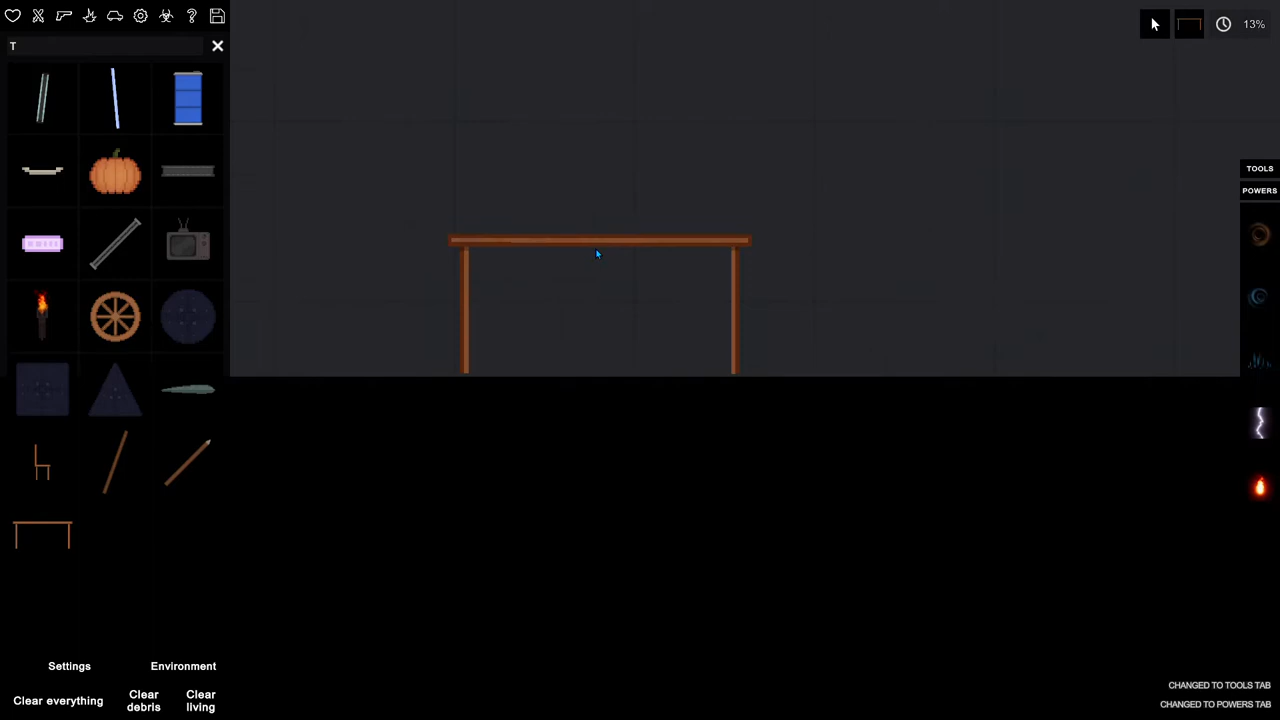 13%
T
TOOLS
POWERS
Settings
Environment
Clear everything
Clear
debris
Clear
living
CHANGED TO TOOLS TAB
CHANGED TO POWERS TAB